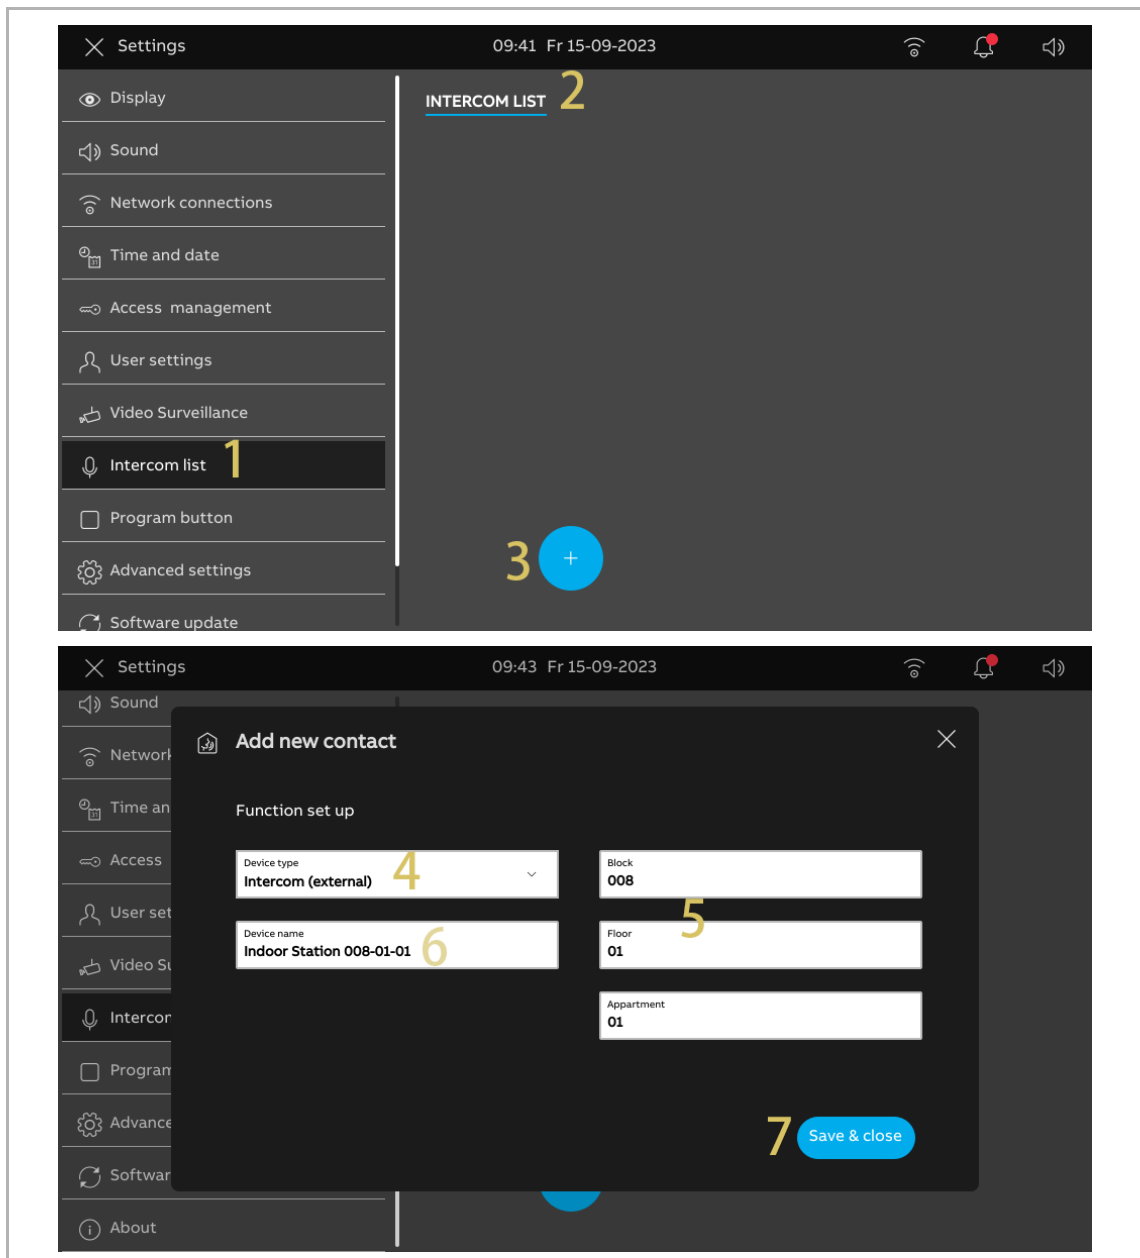 Settings
09:41 Fr 15-09-2023
Display
INTERCOM LIST 2
Sound
Network connections
Time and date
31
Access management
User settings
Video Surveillance
Intercom list 1
Program button
3 +
Advanced settings
Software update
Settings
09:43 Fr 15-09-2023
Sound
Add new contact
Network
Time an
31
Function set up
Access
Device type
Intercom (external) 4
Block
008
User set
5
Device name
Indoor Station 008-01-01 6
Floor
01
Video Su
Appartment
01
Intercon
Program
Advance
7 Save & close
Softwar
About